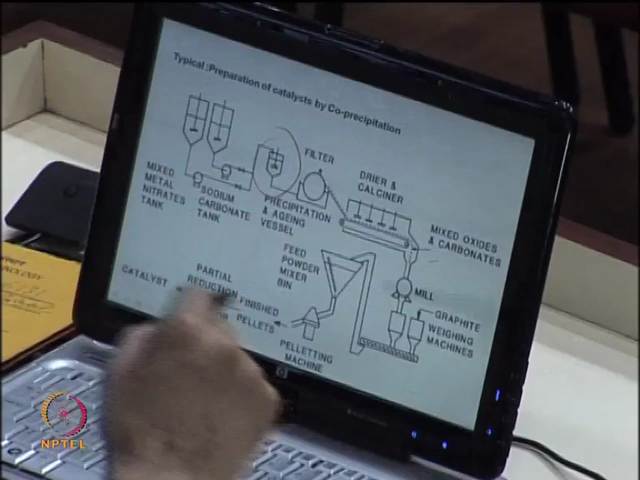 Typical :Preparation of catalysts by Co-precipitation
MIXED
METAL
NITRATES
TANK
SODIUM
CARBONATE
TANK
PRECIPITATION
& AGEING
VESSEL
FILTER
DRIER &
CALCINER
MIXED OXIDES
& CARBONATES
MILL
GRAPHITE
WEIGHING
MACHINES
FEED
POWDER
MIXER
BIN
PELLETTING
MACHINE
FINISHED
PELLETS
PARTIAL
REDUCTION
CATALYST
hp
NPTEL